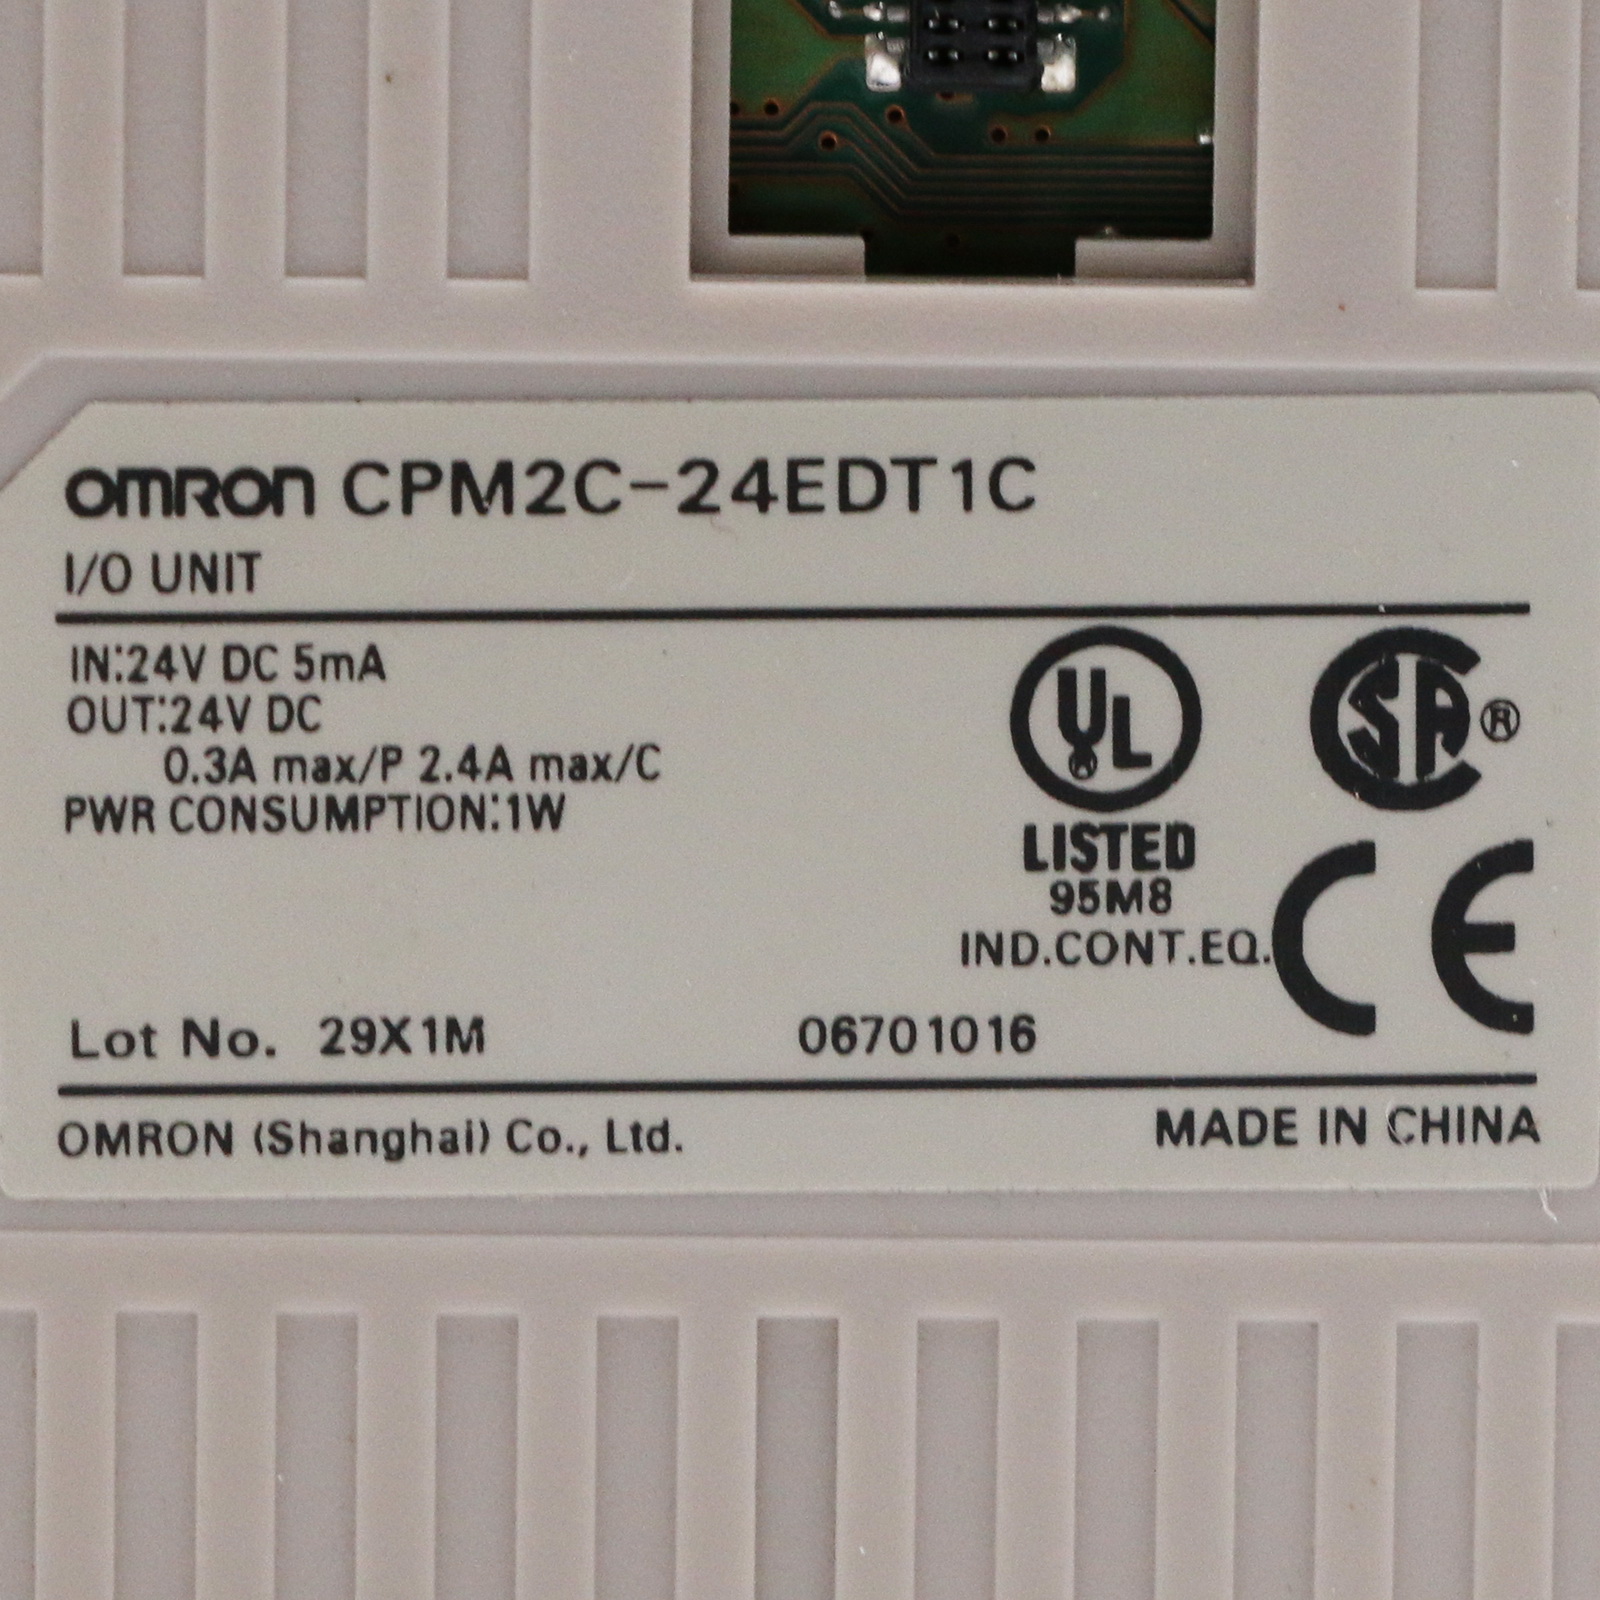 OMRON CPM2C-24EDT1C
I/O UNIT
IN:24V DC 5mA
OUT:24V DC
0.3A max/P 2.4A max/C
PWR CONSUMPTION:1W
UL
SA ®
LISTED
95M8
IND.CONT.EQ.
CE
Lot No. 29X1M 06701016
OMRON (Shanghai) Co., Ltd. MADE IN CHINA